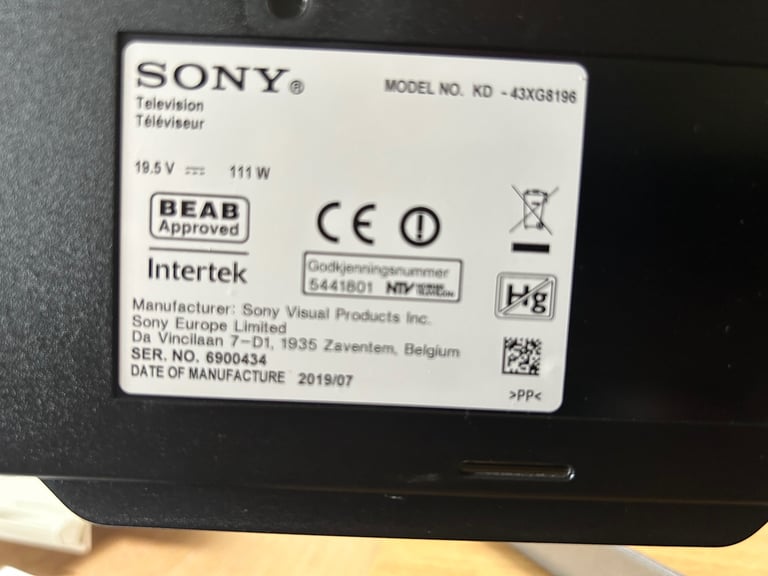 SONY®
MODEL NO. KD - 43XG8196
Television
Téléviseur
19.5 V 111 W
BEAB
Approved
Intertek
CE
Godkjenningsnummer
5441801 NTV
Hg
Manufacturer: Sony Visual Products Inc.
Sony Europe Limited
Da Vincilaan 7-D1, 1935 Zaventem, Belgium
SER. NO. 6900434
DATE OF MANUFACTURE 2019/07
>PP<